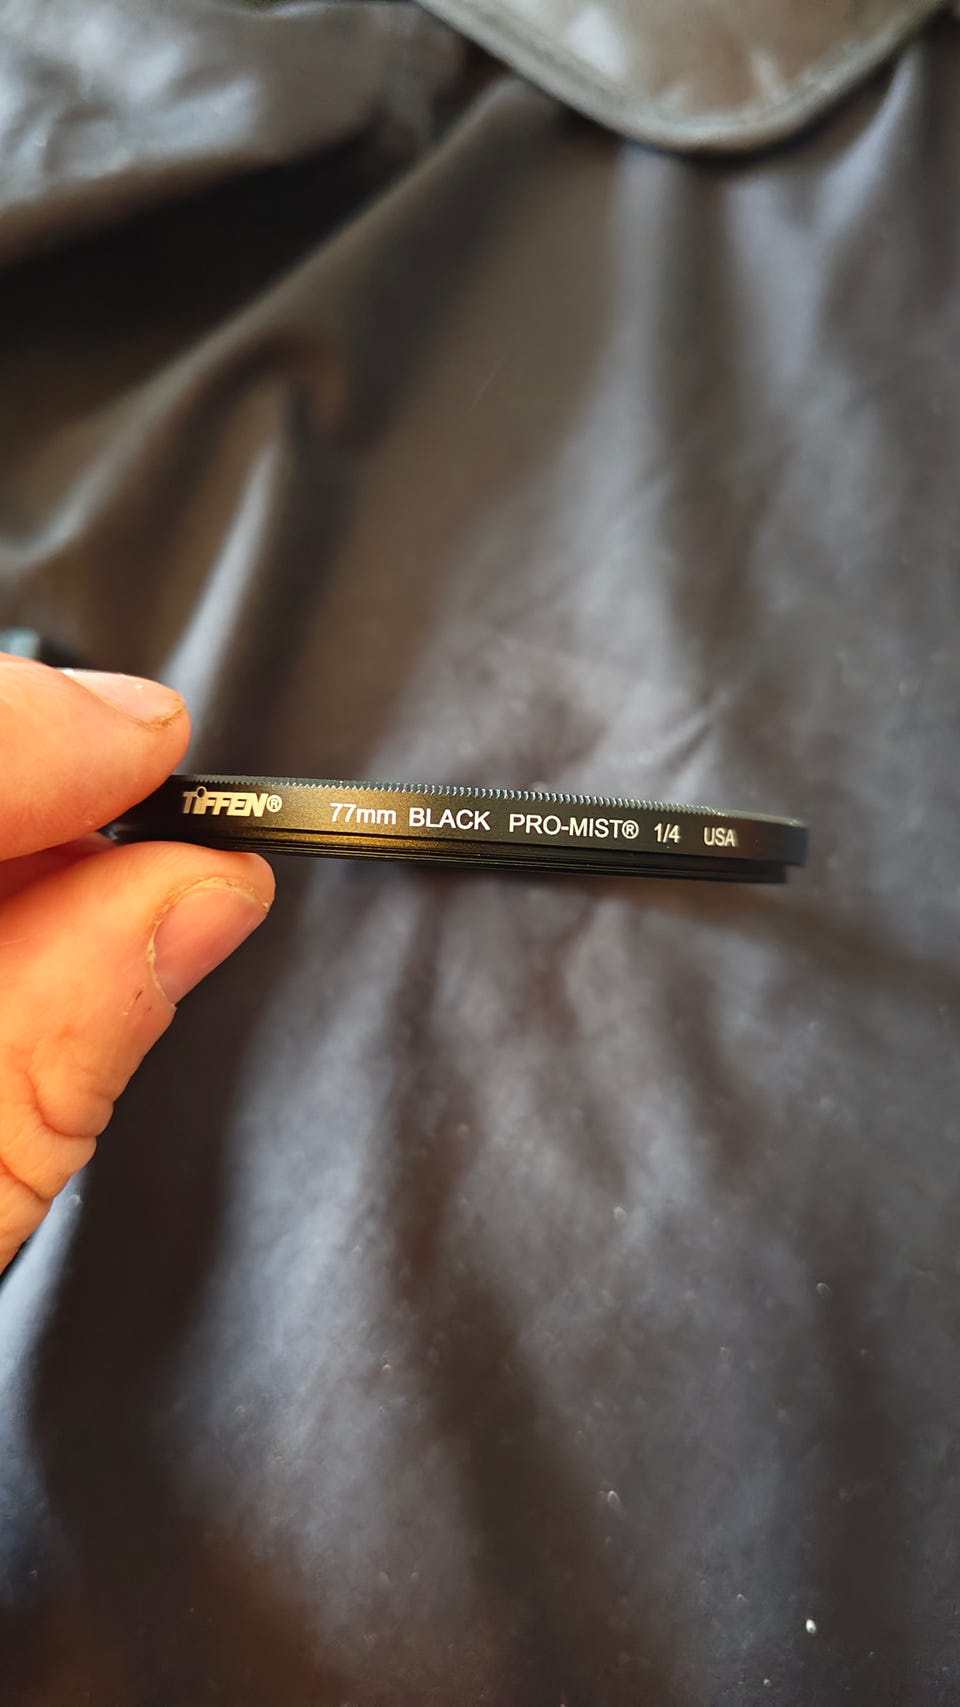 TIFFEN® 77mm BLACK PRO-MIST® 1/4 USA